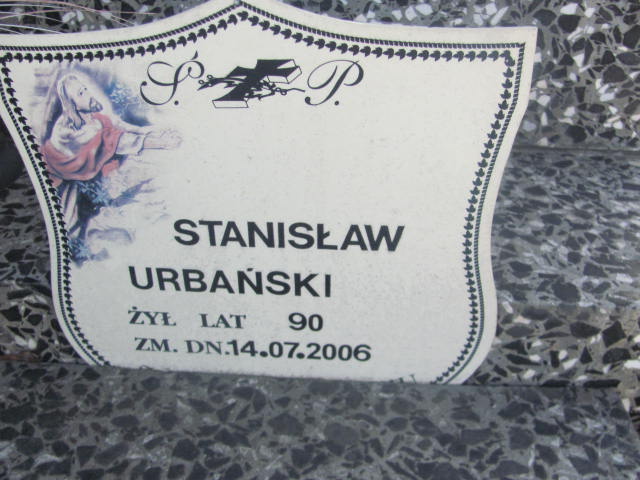 Ś. P.
STANISŁAW
URBAŃSKI
ŻYŁ LAT 90
ZM. DN.14.07.2006